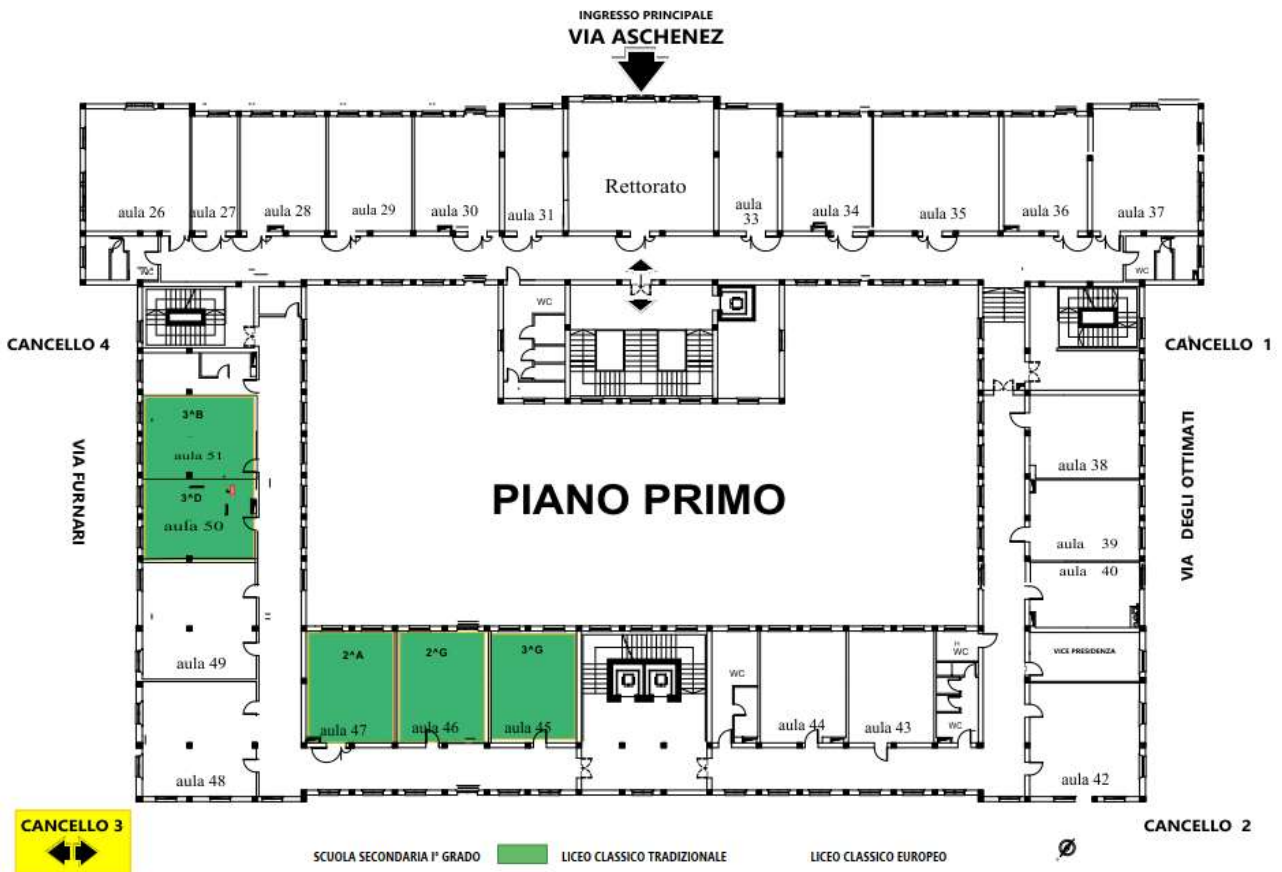 INGRESSO PRINCIPALE
VIA ASCHENEZ
aula 26
aula 27
aula 28
aula 29
aula 30
aula 31
Rettorato
aula
33
aula 34
aula 35
aula 36
aula 37
WC
WC
WC
CANCELLO 4
CANCELLO 1
3^B
aula 51
3^D
aula 50
VIA FURNARI
PIANO PRIMO
aula 38
aula 39
aula 40
VIA DEGLI OTTIMATI
aula 49
2^A
aula 47
2^G
aula 46
3^G
aula 45
WC
aula 44
aula 43
WC
WC
VICE PRESIDENZA
aula 48
aula 42
CANCELLO 3
CANCELLO 2
SCUOLA SECONDARIA I° GRADO
LICEO CLASSICO TRADIZIONALE
LICEO CLASSICO EUROPEO